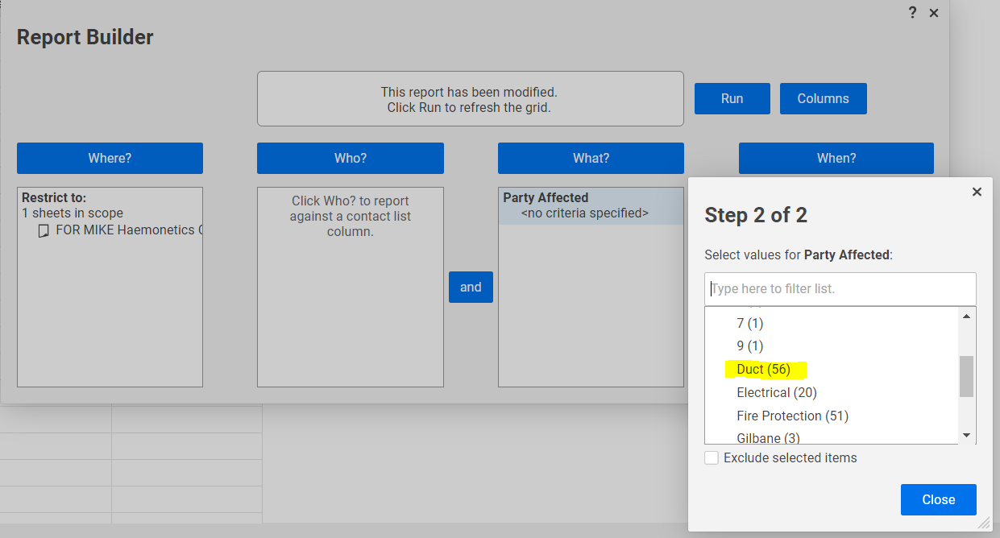 ? ×
Report Builder
This report has been modified.
Click Run to refresh the grid.
Run
Columns
Where?
Who?
What?
When?
Restrict to:
1 sheets in scope
FOR MIKE Haemonetics
Click Who? to report
against a contact list
column.
and
Party Affected
<no criteria specified>
×
Step 2 of 2
Select values for Party Affected:
Type here to filter list.
7 (1)
9 (1)
Duct (56)
Electrical (20)
Fire Protection (51)
Gilbane (3)
Exclude selected items
Close